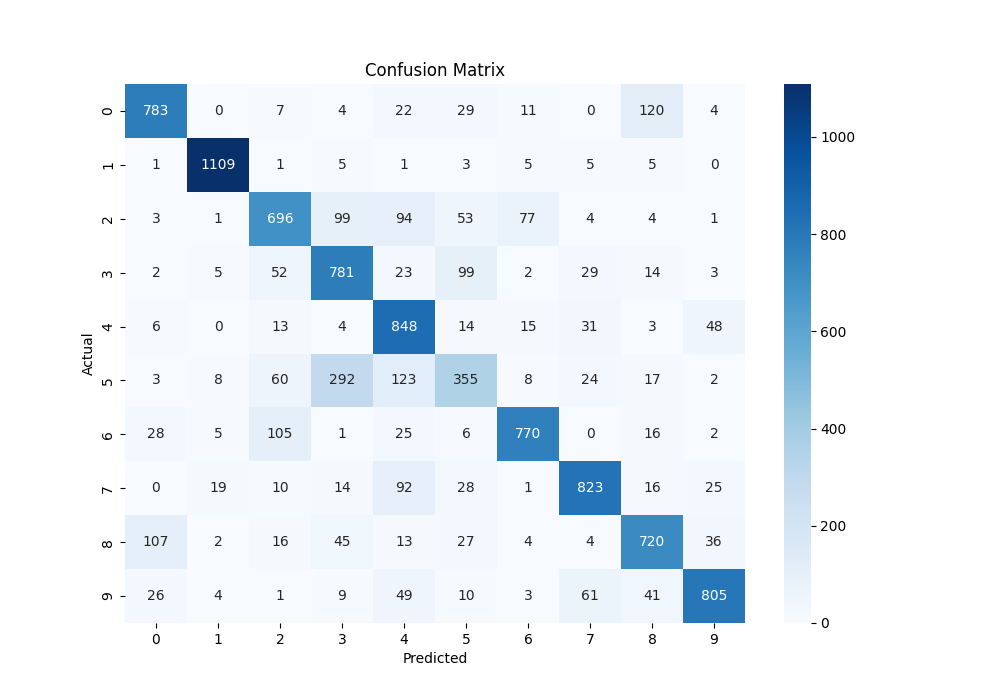 Confusion Matrix
0 783 0 7 4 22 29 11 0 120 4
1 1 1109 1 5 1 3 5 5 5 0
2 3 1 696 99 94 53 77 4 4 1
3 2 5 52 781 23 99 2 29 14 3
4 6 0 13 4 848 14 15 31 3 48
5 3 8 60 292 123 355 8 24 17 2
6 28 5 105 1 25 6 770 0 16 2
7 0 19 10 14 92 28 1 823 16 25
8 107 2 16 45 13 27 4 4 720 36
9 26 4 1 9 49 10 3 61 41 805
0 1 2 3 4 5 6 7 8 9
Predicted
Actual
1000
800
600
400
200
0